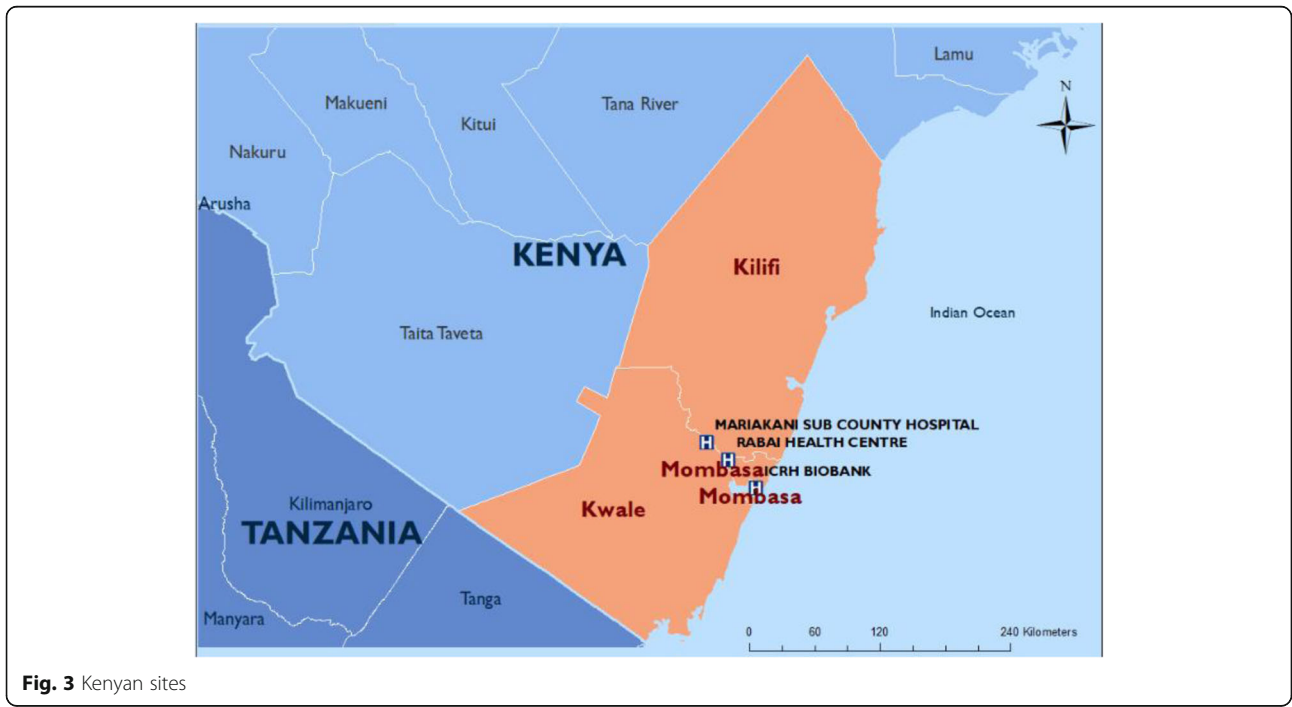 Lamu
N
Makueni
Tana River
Kitui
Nakuru
Arusha
KENYA
Kilifi
Indian Ocean
Taita Taveta
MARIAKANI SUB COUNTY HOSPITAL
H
RABAI HEALTH CENTRE
H
Mombasa
ICRH BIOBANK
H
Mombasa
Kwale
Kilimanjaro
TANZANIA
Tanga
Manyara
0 60 120 240 Kilometers
Fig. 3 Kenyan sites